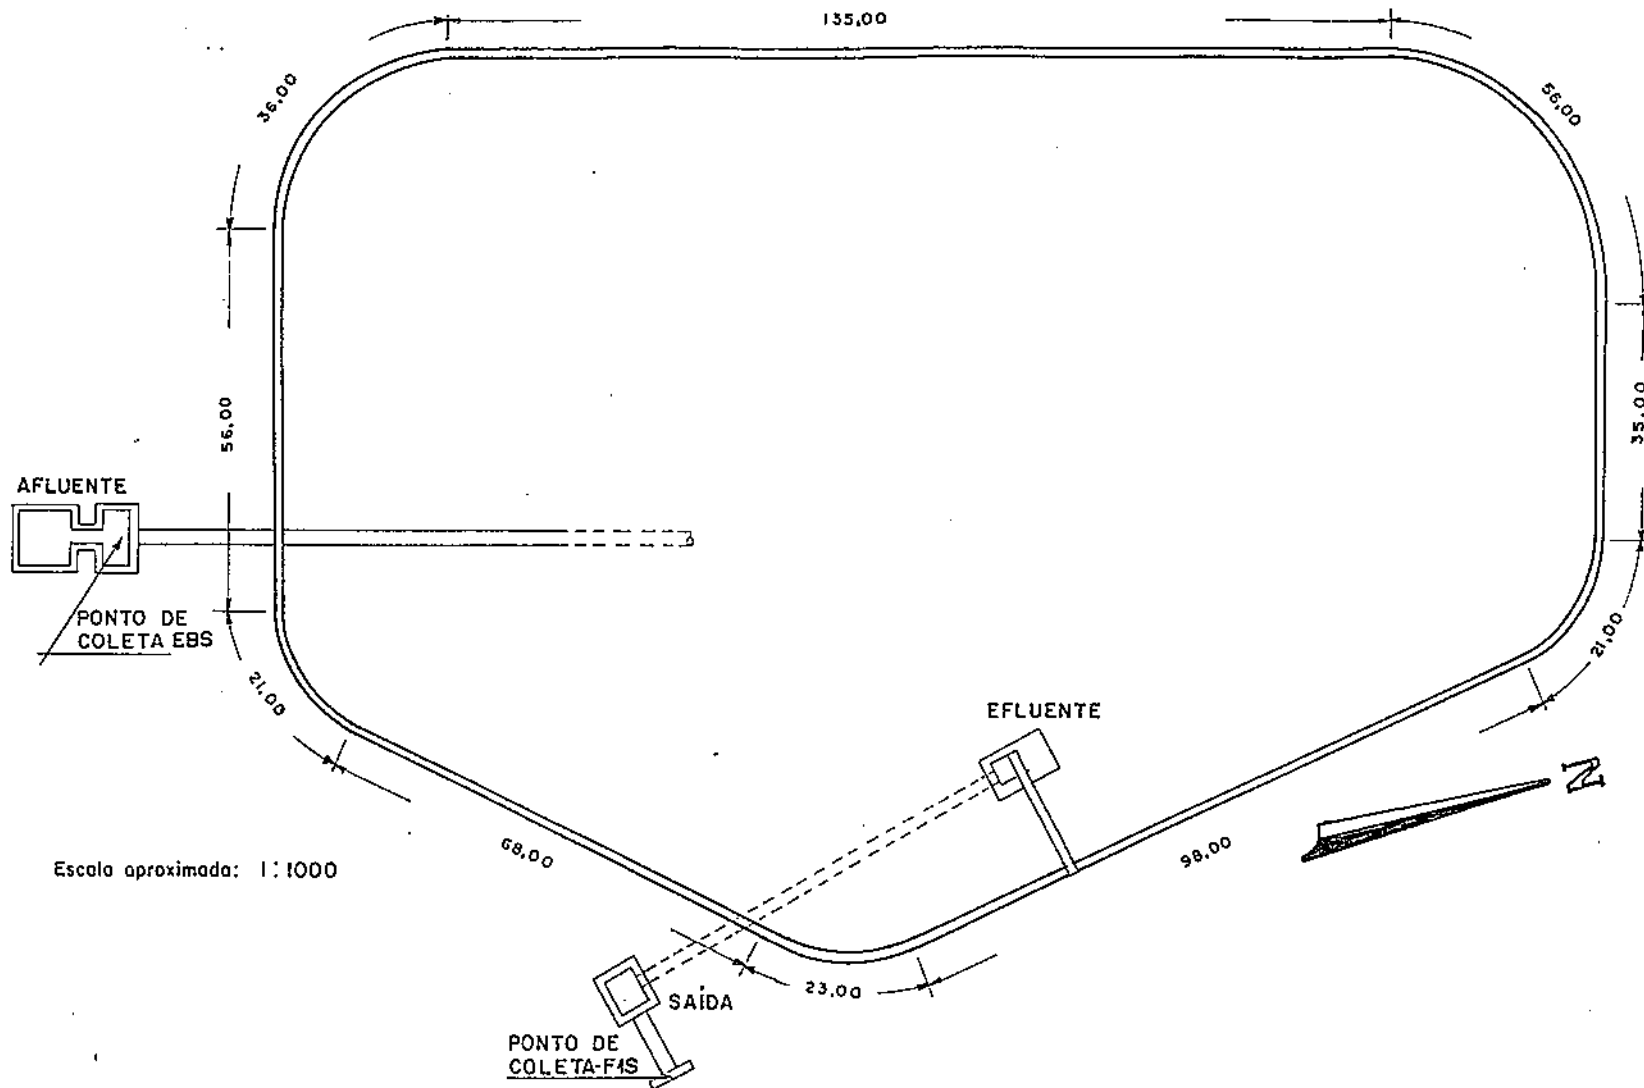 135,00
36,00
56,00
56,00
35,00
AFLUENTE
PONTO DE
COLETA EBS
21,00
21,00
EFLUENTE
N
68,00
98,00
Escala aproximada: 1:1000
23,00
SAÍDA
PONTO DE
COLETA-F1S